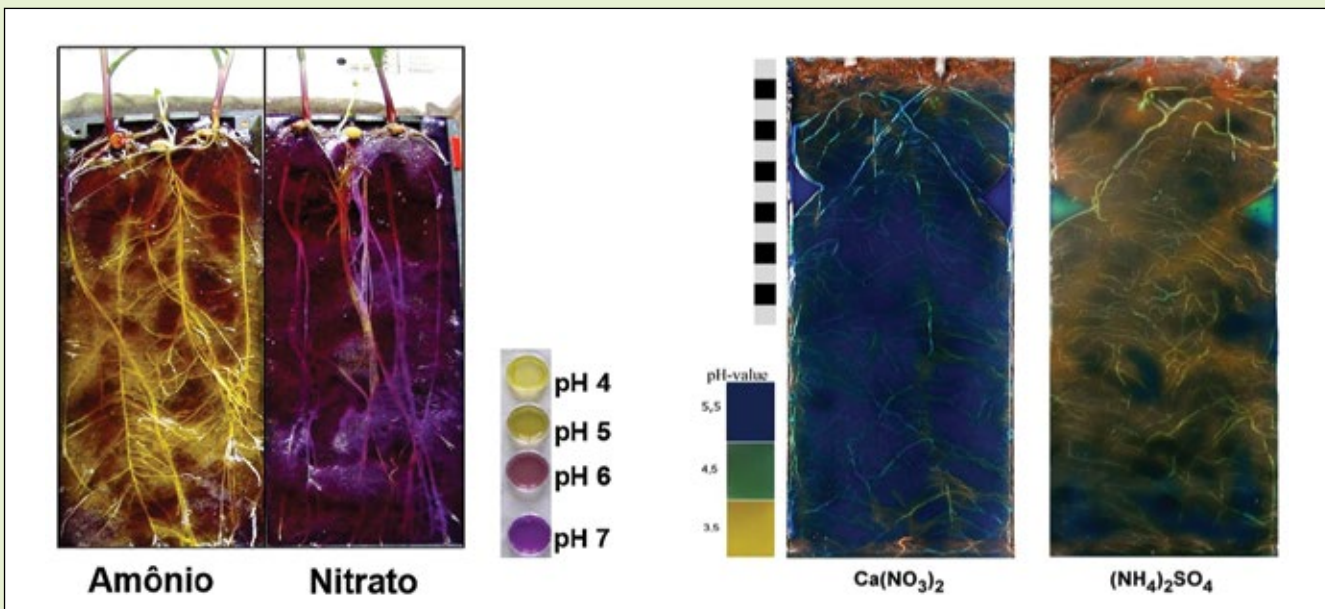 Amônio
Nitrato
pH 4
pH 5
pH 6
pH 7
pH-value
5,5
4,5
3,5
Ca(NO₃)₂
(NH₄)₂SO₄